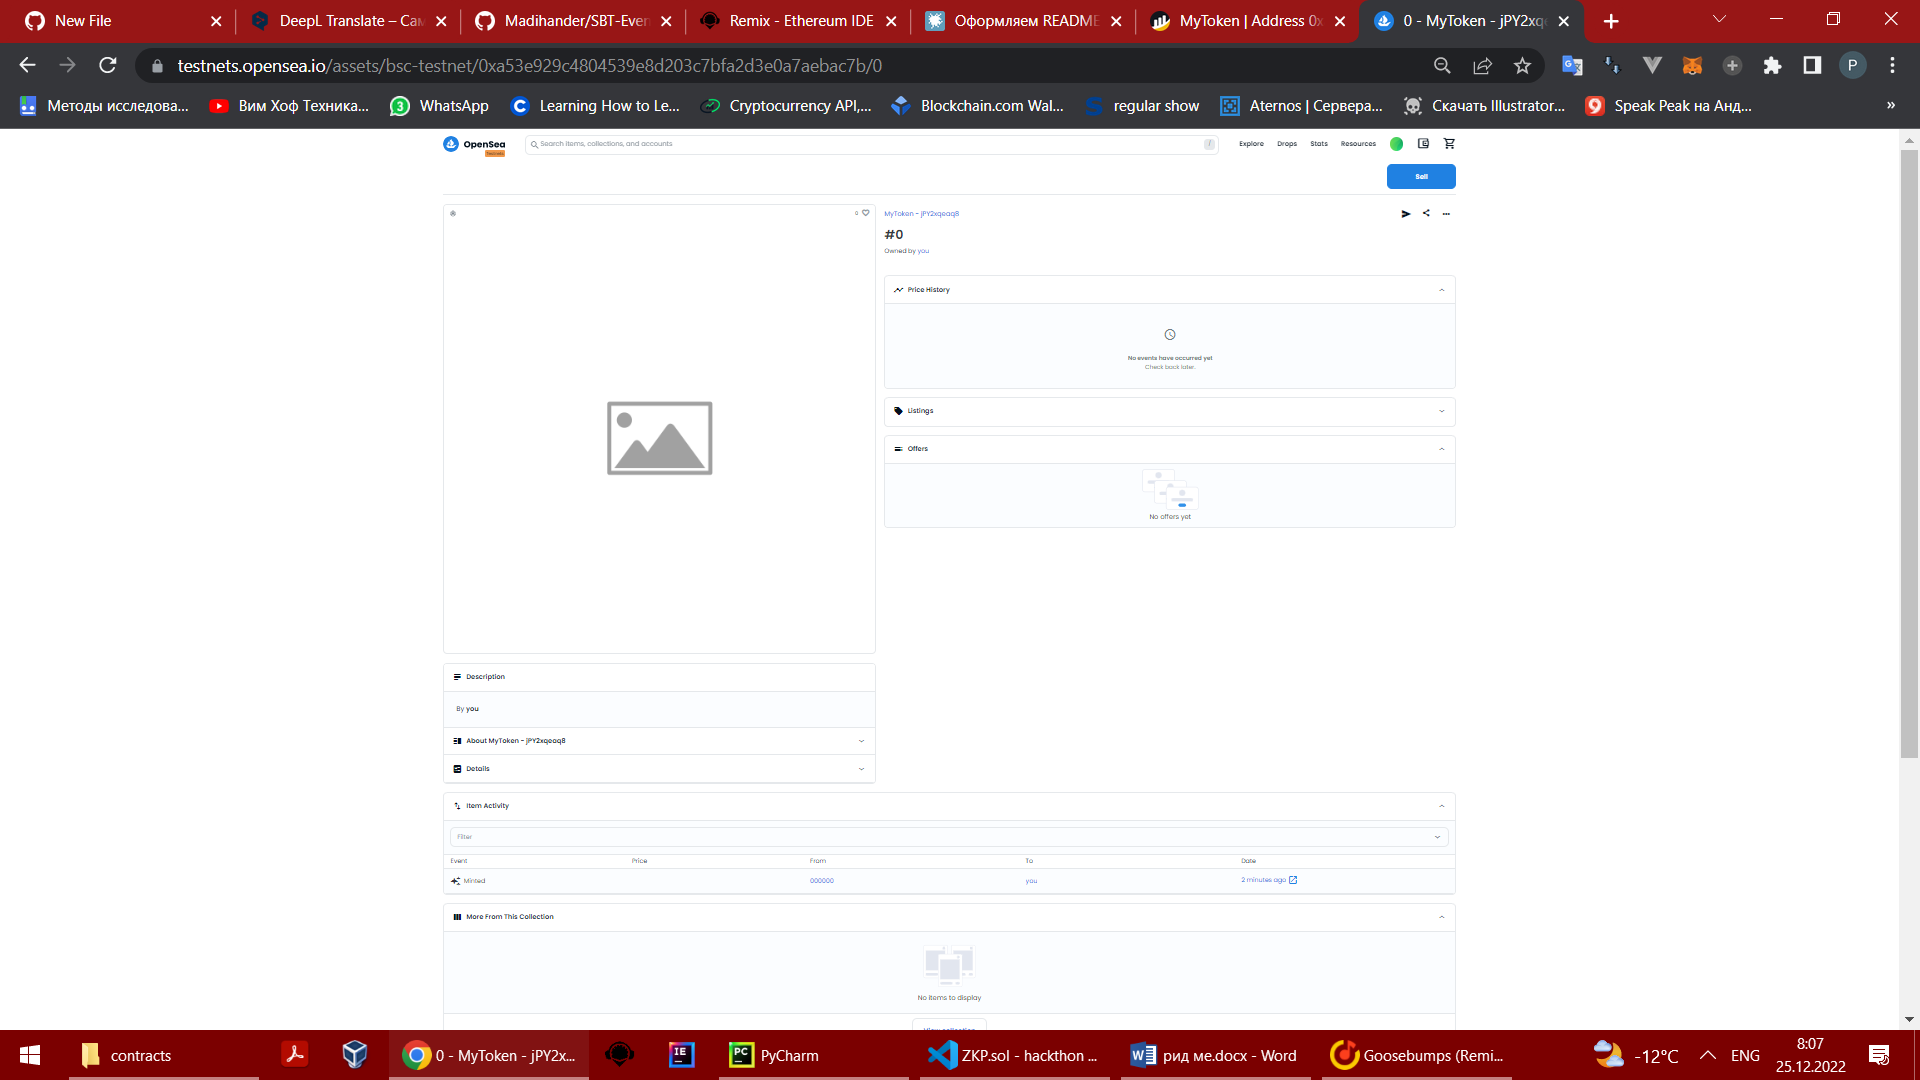 New File
DeepL Translate – Сам
Madihander/SBT-Even
Remix - Ethereum IDE
Оформляем README
MyToken | Address 0x
0 - MyToken - jPY2xqe
testnets.opensea.io/assets/bsc-testnet/0xa53e929c4804539e8d203c7bfa2d3e0a7aebac7b/0
P
Методы исследова...
Вим Хоф Техника...
WhatsApp
Learning How to Le...
Cryptocurrency API,...
Blockchain.com Wal...
regular show
Aternos | Сервера...
Скачать Illustrator...
Speak Peak на Анд...
»
OpenSea
Testnets
Search items, collections, and accounts
/
Explore
Drops
Stats
Resources
Sell
0
MyToken - jPY2xqeaq8
#0
Owned by you
Price History
No events have occurred yet
Check back later.
Listings
Offers
No offers yet
Description
By you
About MyToken - jPY2xqeaq8
Details
Item Activity
Filter
Event Price From To Date
Minted 000000 you 2 minutes ago
More From This Collection
No items to display
View collection
contracts
0 - MyToken - jPY2x...
PyCharm
ZKP.sol - hackthon ...
рид ме.docx - Word
Goosebumps (Remi...
-12°C
ENG
8:07
25.12.2022